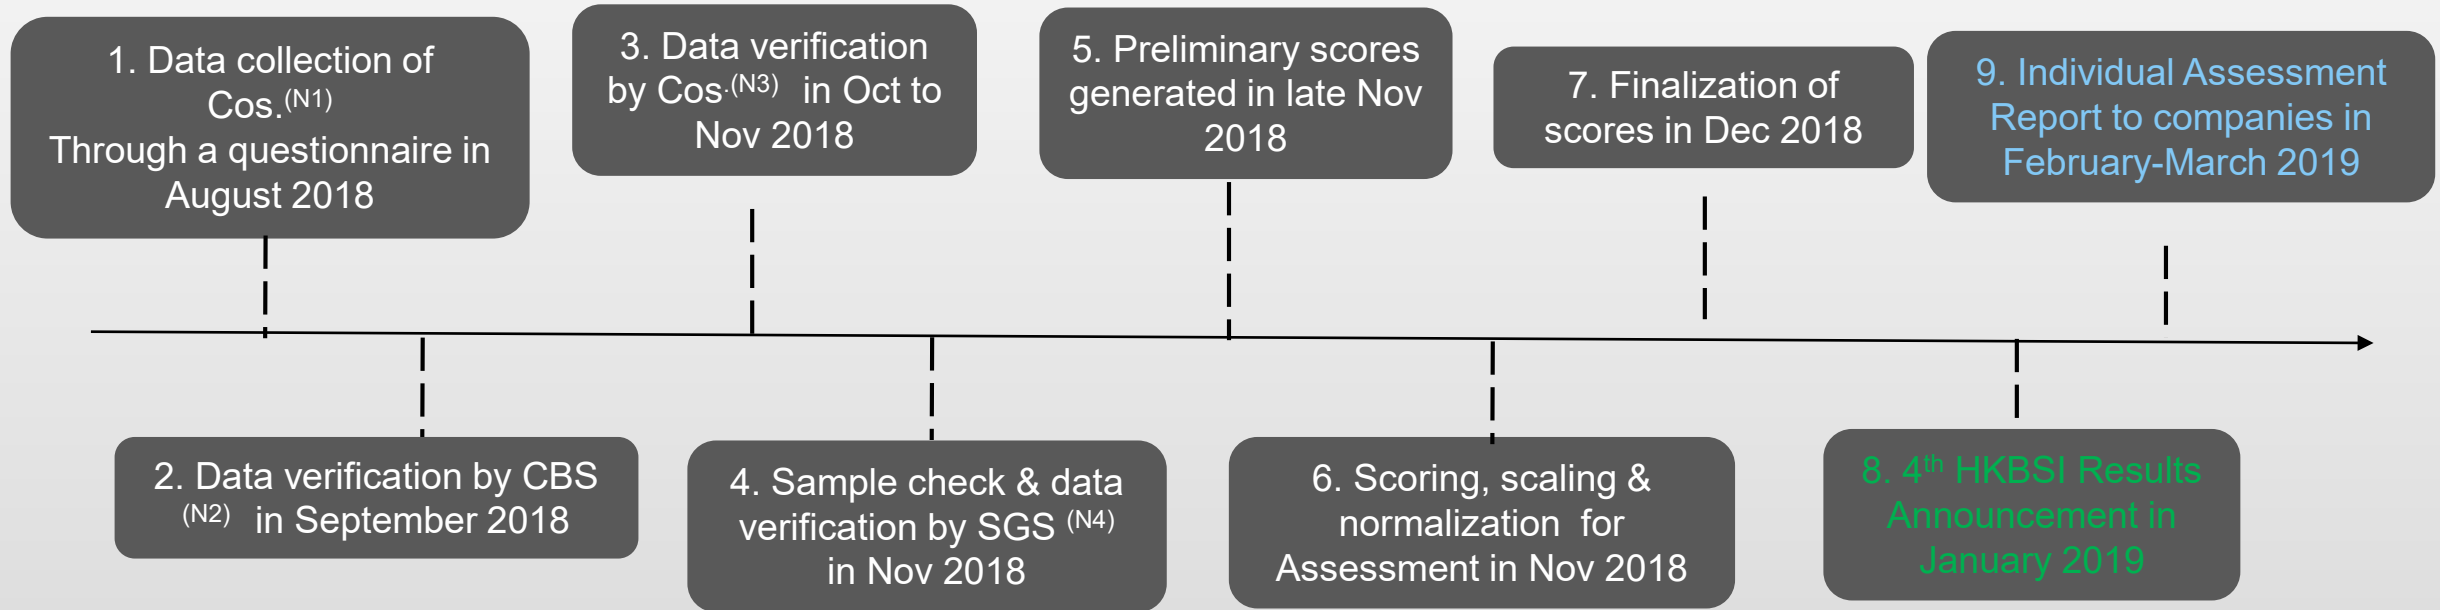 1. Data collection of
Cos.(N1)
Through a questionnaire in
August 2018
2. Data verification by CBS
(N2) in September 2018
3. Data verification
by Cos.(N3) in Oct to
Nov 2018
4. Sample check & data
verification by SGS (N4)
in Nov 2018
5. Preliminary scores
generated in late Nov
2018
6. Scoring, scaling &
normalization for
Assessment in Nov 2018
7. Finalization of
scores in Dec 2018
8. 4th HKBSI Results
Announcement in
January 2019
9. Individual Assessment
Report to companies in
February-March 2019